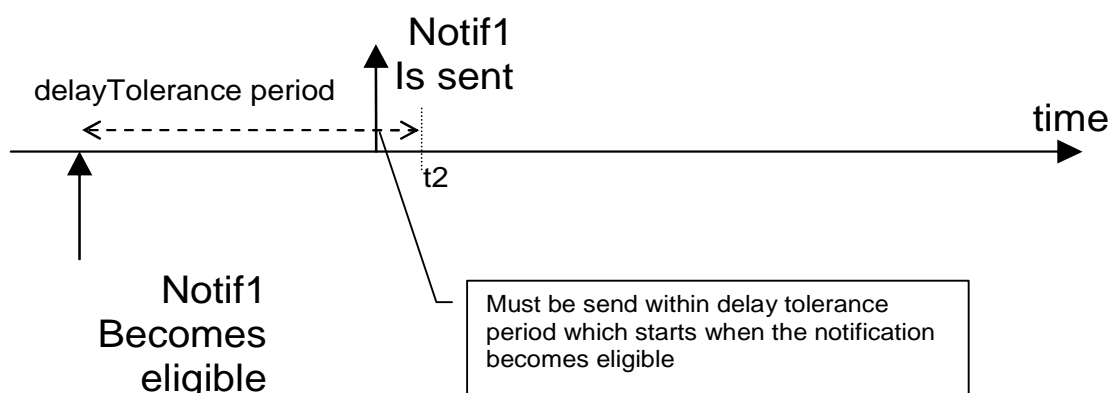 Notif1
Is sent
delayTolerance period
time
t2
Notif1
Becomes
eligible
Must be send within delay tolerance
period which starts when the notification
becomes eligible